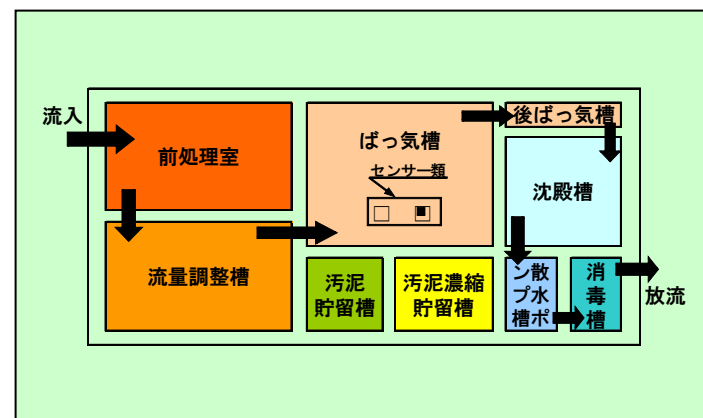 流入
前処理室
流量調整槽
ばっ気槽
センサー類
後ばっ気槽
沈殿槽
汚泥
貯留槽
汚泥濃縮
貯留槽
散水ポ
ンプ槽
消毒槽
放流